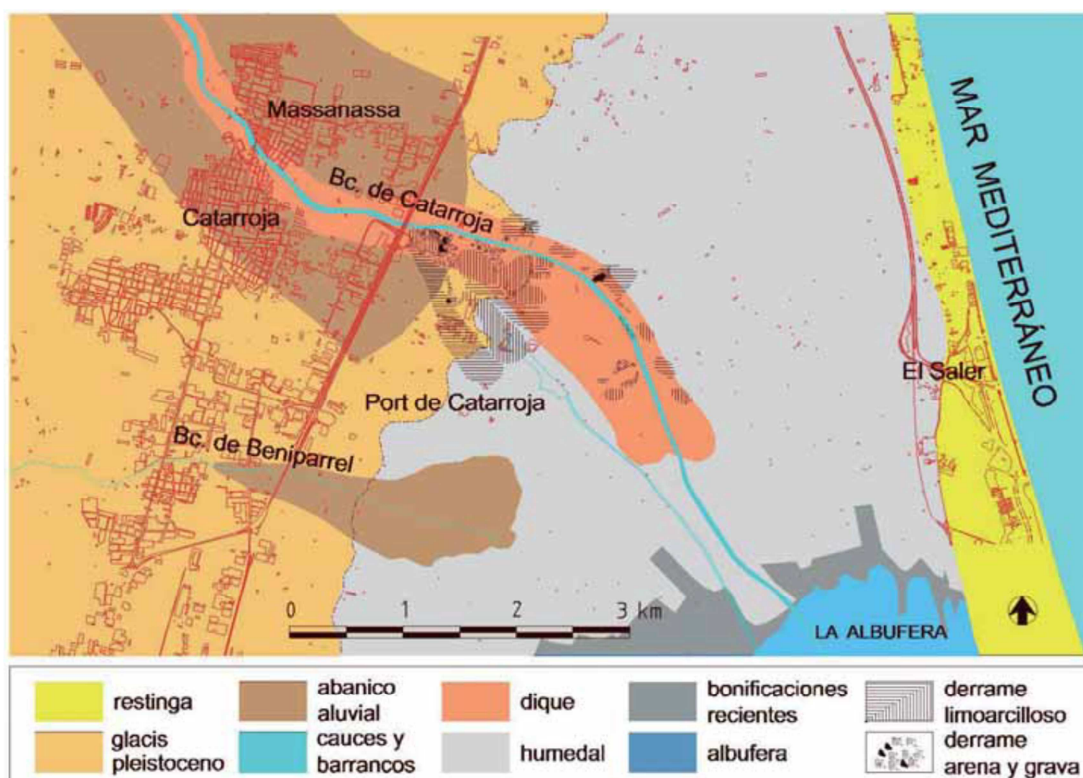 Massanassa
Bc. de Catarroja
Catarroja
MAR MEDITERRÁNEO
El Saler
Port de Catarroja
Bc. de Beniparrel
0 1 2 3 km
LA ALBUFERA
restinga
glacis
pleistoceno
abanico
aluvial
cauces y
barrancos
dique
humedal
bonificaciones
recientes
albufera
derrame
limoarcilloso
derrame
arena y grava